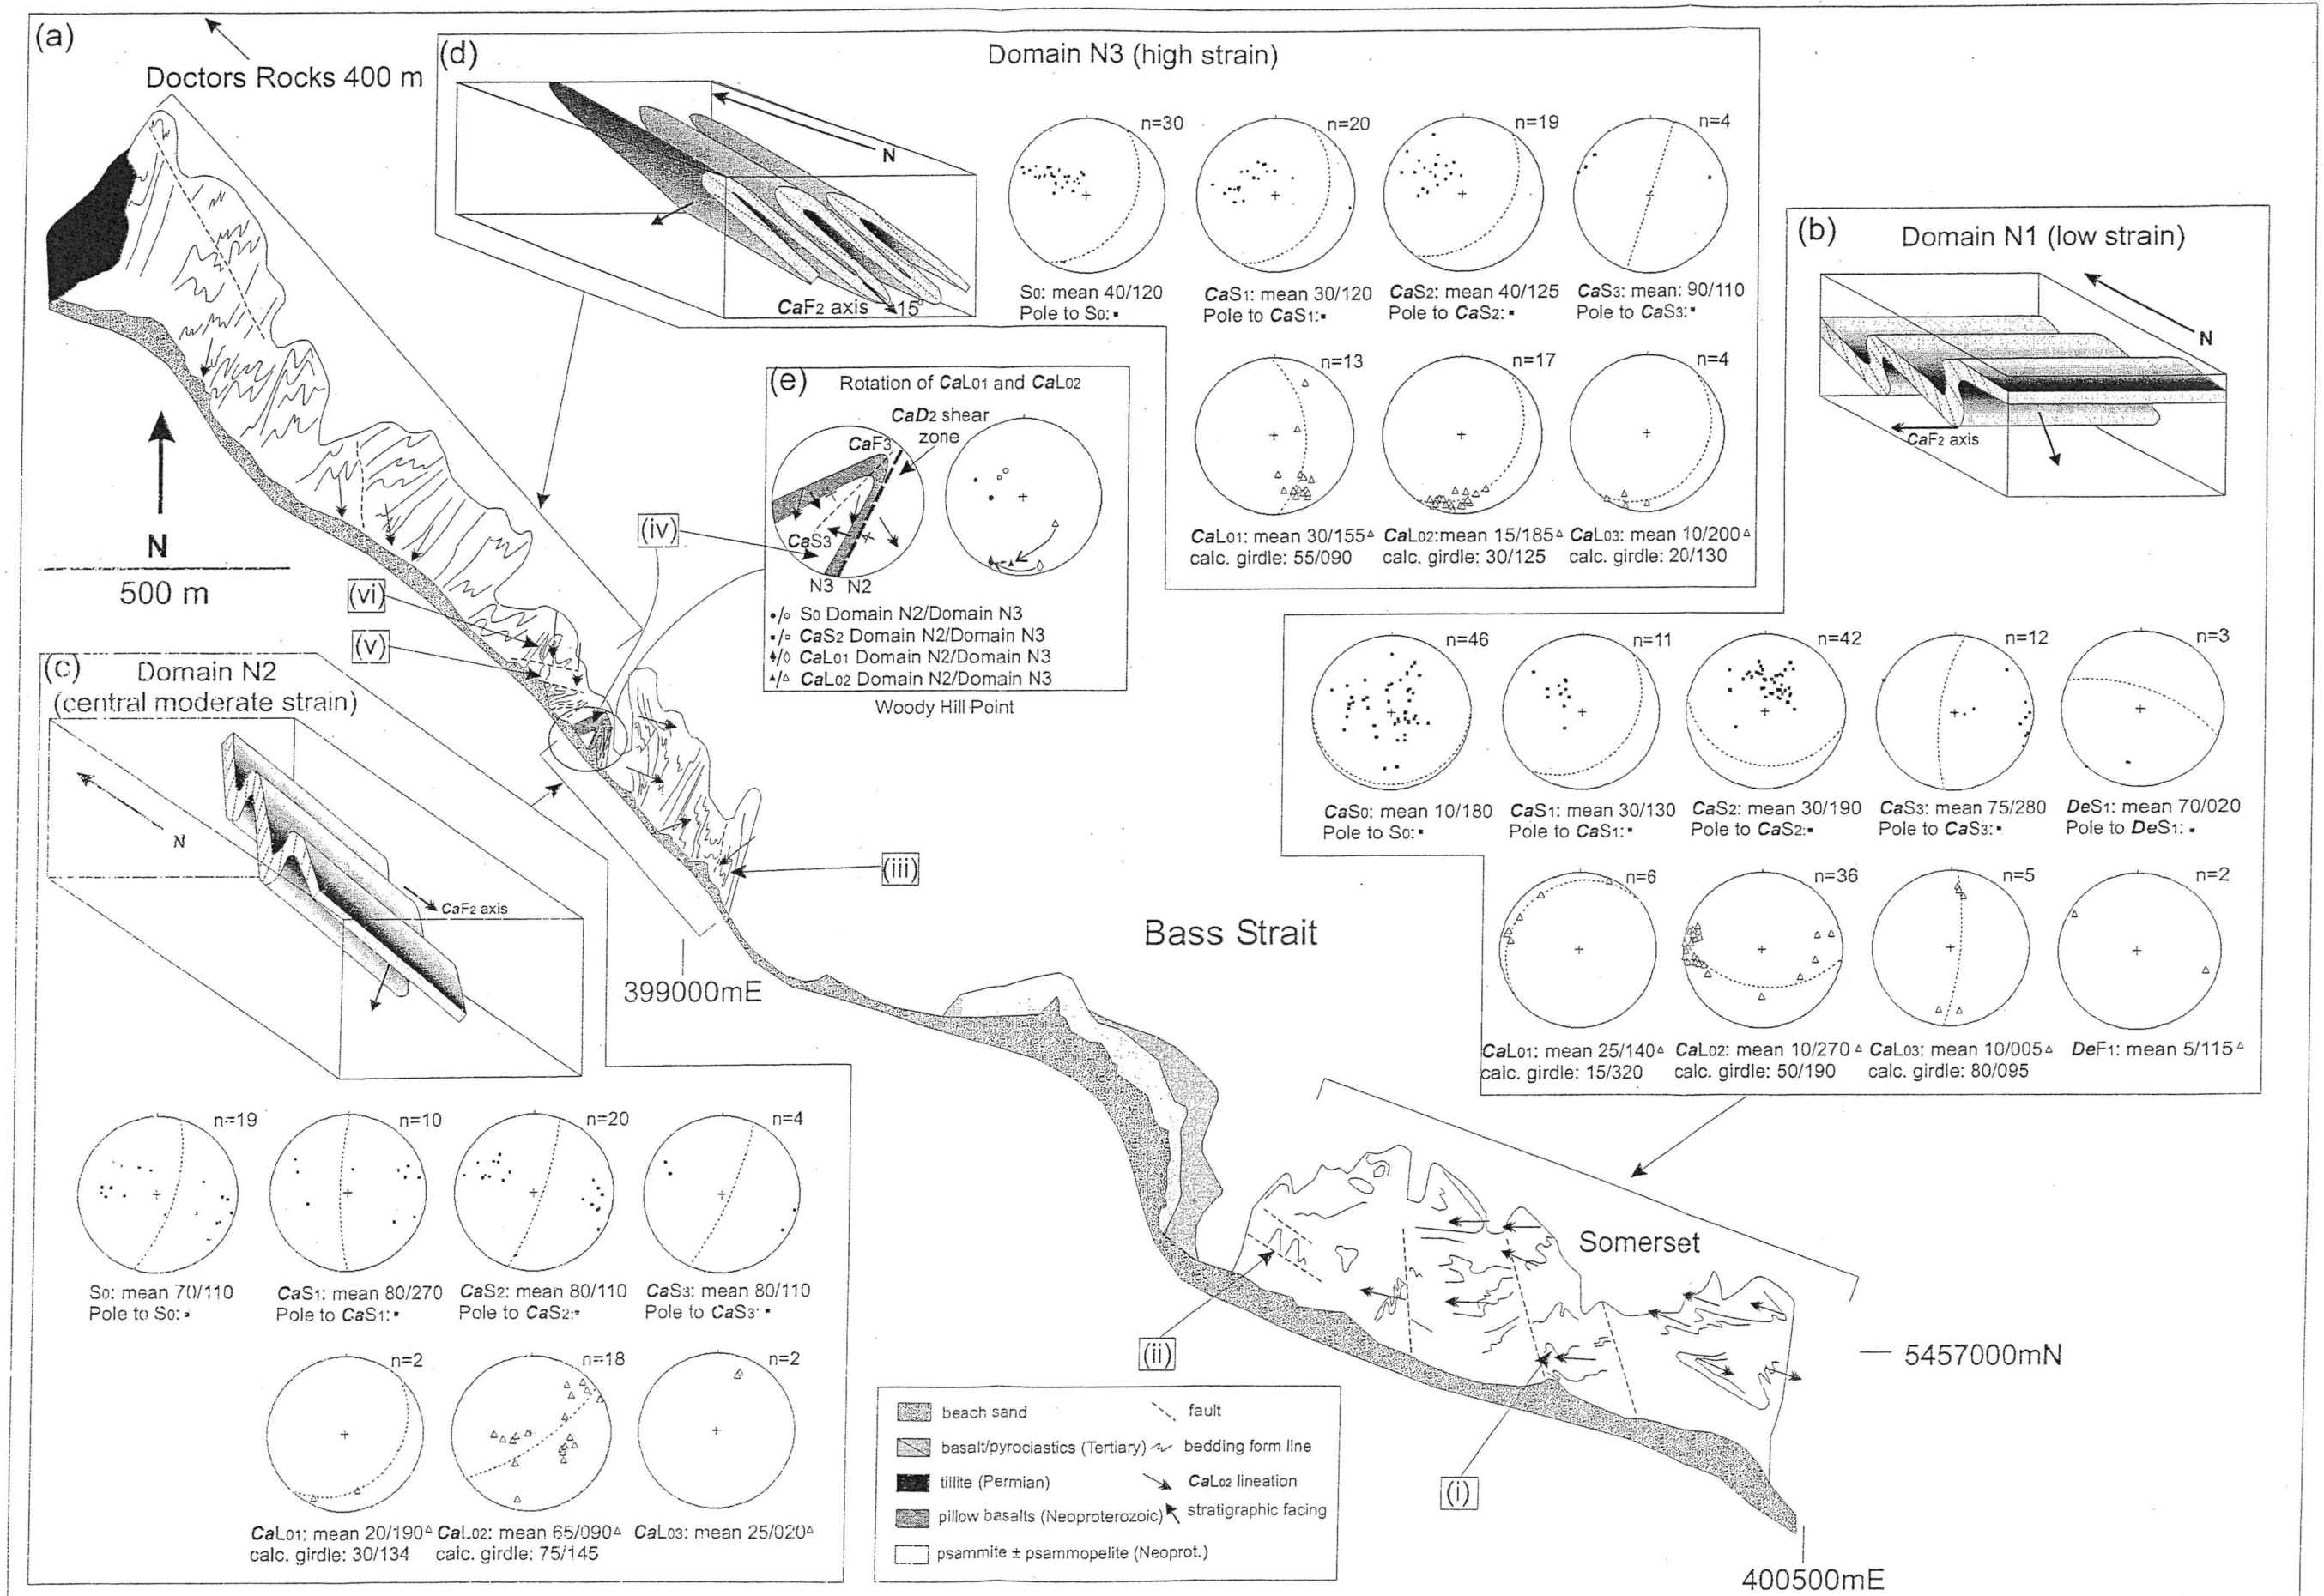 (a)
Doctors Rocks 400 m
N
500 m
(vi)
(v)
(iv)
(iii)
(ii)
(i)
399000mE
Bass Strait
Somerset
5457000mN
400500mE
Woody Hill Point
(d)
Domain N3 (high strain)
N
CaF2 axis 15°
n=30
n=20
n=19
n=4
S0: mean 40/120
Pole to S0:▪
CaS1: mean 30/120
Pole to CaS1:▪
CaS2: mean 40/125
Pole to CaS2:▪
CaS3: mean: 90/110
Pole to CaS3:▪
n=13
n=17
n=4
CaL01: mean 30/155△
calc. girdle: 55/090
CaL02:mean 15/185△
calc. girdle: 30/125
CaL03: mean 10/200△
calc. girdle: 20/130
(b)
Domain N1 (low strain)
N
CaF2 axis
n=46
n=11
n=42
n=12
n=3
CaS0: mean 10/180
Pole to S0:▪
CaS1: mean 30/130
Pole to CaS1:▪
CaS2: mean 30/190
Pole to CaS2:▪
CaS3: mean 75/280
Pole to CaS3:▪
DeS1: mean 70/020
Pole to DeS1:▪
n=6
n=36
n=5
n=2
CaL01: mean 25/140△
calc. girdle: 15/320
CaL02: mean 10/270△
calc. girdle: 50/190
CaL03: mean 10/005△
calc. girdle: 80/095
DeF1: mean 5/115△
(e)
Rotation of CaL01 and CaL02
CaD2 shear
zone
CaF3
CaS3
N3 N2
•/○ S0 Domain N2/Domain N3
▪/▫ CaS2 Domain N2/Domain N3
♦/◊ CaL01 Domain N2/Domain N3
▲/△ CaL02 Domain N2/Domain N3
(c)
Domain N2
(central moderate strain)
N
CaF2 axis
n=19
n=10
n=20
n=4
S0: mean 70/110
Pole to S0:▪
CaS1: mean 80/270
Pole to CaS1:▪
CaS2: mean 80/110
Pole to CaS2:▪
CaS3: mean 80/110
Pole to CaS3:▪
n=2
n=18
n=2
CaL01: mean 20/190△
calc. girdle: 30/134
CaL02: mean 65/090△
calc. girdle: 75/145
CaL03: mean 25/020△
beach sand
basalt/pyroclastics (Tertiary)
tillite (Permian)
pillow basalts (Neoproterozoic)
psammite ± psammopelite (Neoprot.)
fault
bedding form line
CaL02 lineation
stratigraphic facing